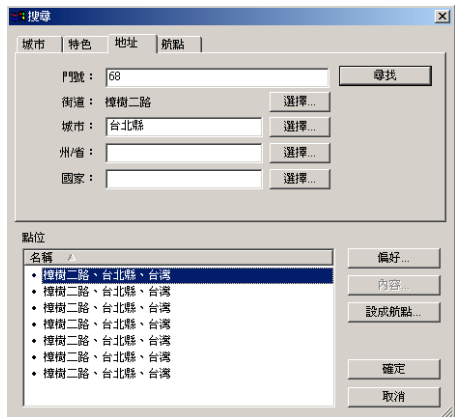 搜尋
城市 特色 地址 航點
門號： 68 尋找
街道： 樟樹二路 選擇...
城市： 台北縣 選擇...
州/省： 選擇...
國家： 選擇...
點位
名稱 偏好...
• 樟樹二路、台北縣、台灣
• 樟樹二路、台北縣、台灣 內容...
• 樟樹二路、台北縣、台灣 設成航點...
• 樟樹二路、台北縣、台灣
• 樟樹二路、台北縣、台灣
• 樟樹二路、台北縣、台灣
• 樟樹二路、台北縣、台灣 確定
取消